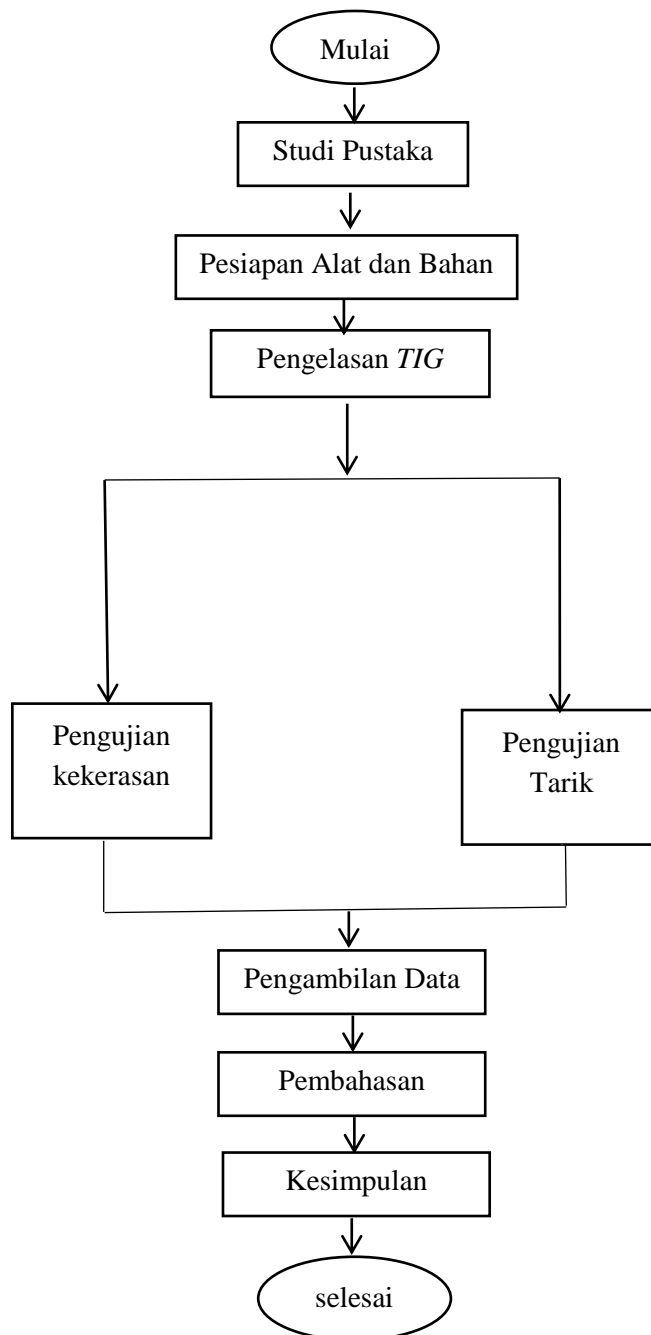 Mulai
Studi Pustaka
Pesiapan Alat dan Bahan
Pengelasan TIG
Pengujian
kekerasan
Pengujian
Tarik
Pengambilan Data
Pembahasan
Kesimpulan
selesai